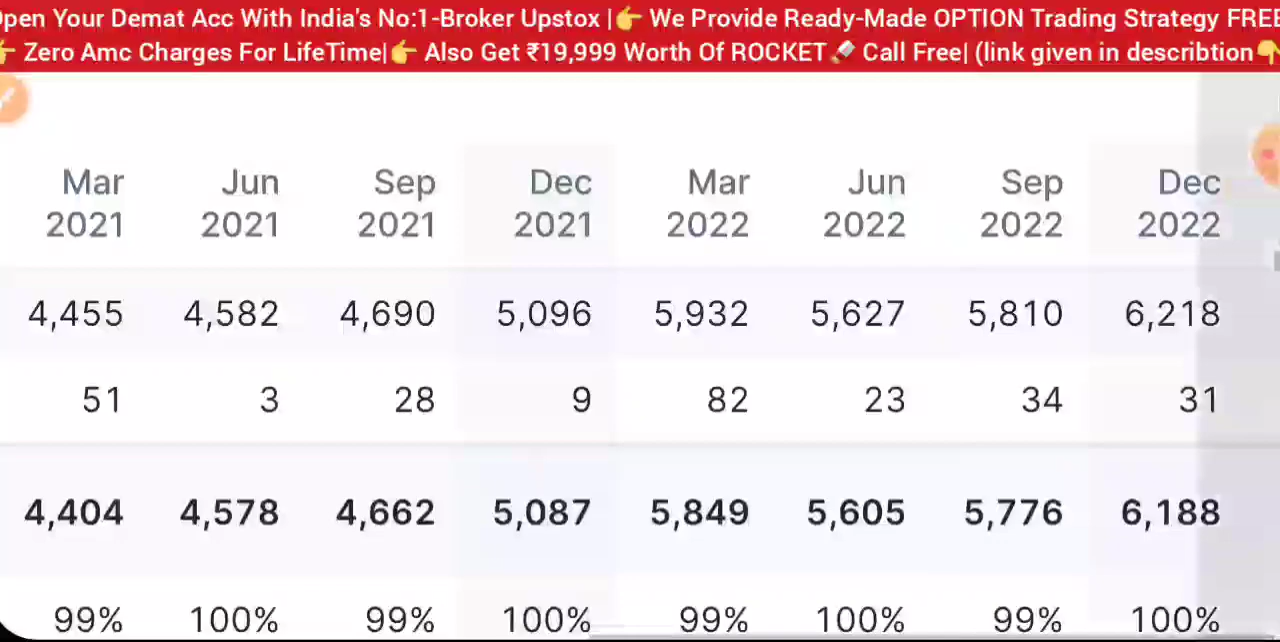 pen Your Demat Acc With India's No:1-Broker Upstox |👉 We Provide Ready-Made OPTION Trading Strategy FREE
Zero Amc Charges For LifeTime|👉 Also Get ₹19,999 Worth Of ROCKET🚀 Call Free| (link given in describtion👇
Mar Jun Sep Dec Mar Jun Sep Dec
2021 2021 2021 2021 2022 2022 2022 2022
4,455 4,582 4,690 5,096 5,932 5,627 5,810 6,218
51 3 28 9 82 23 34 31
4,404 4,578 4,662 5,087 5,849 5,605 5,776 6,188
99% 100% 99% 100% 99% 100% 99% 100%